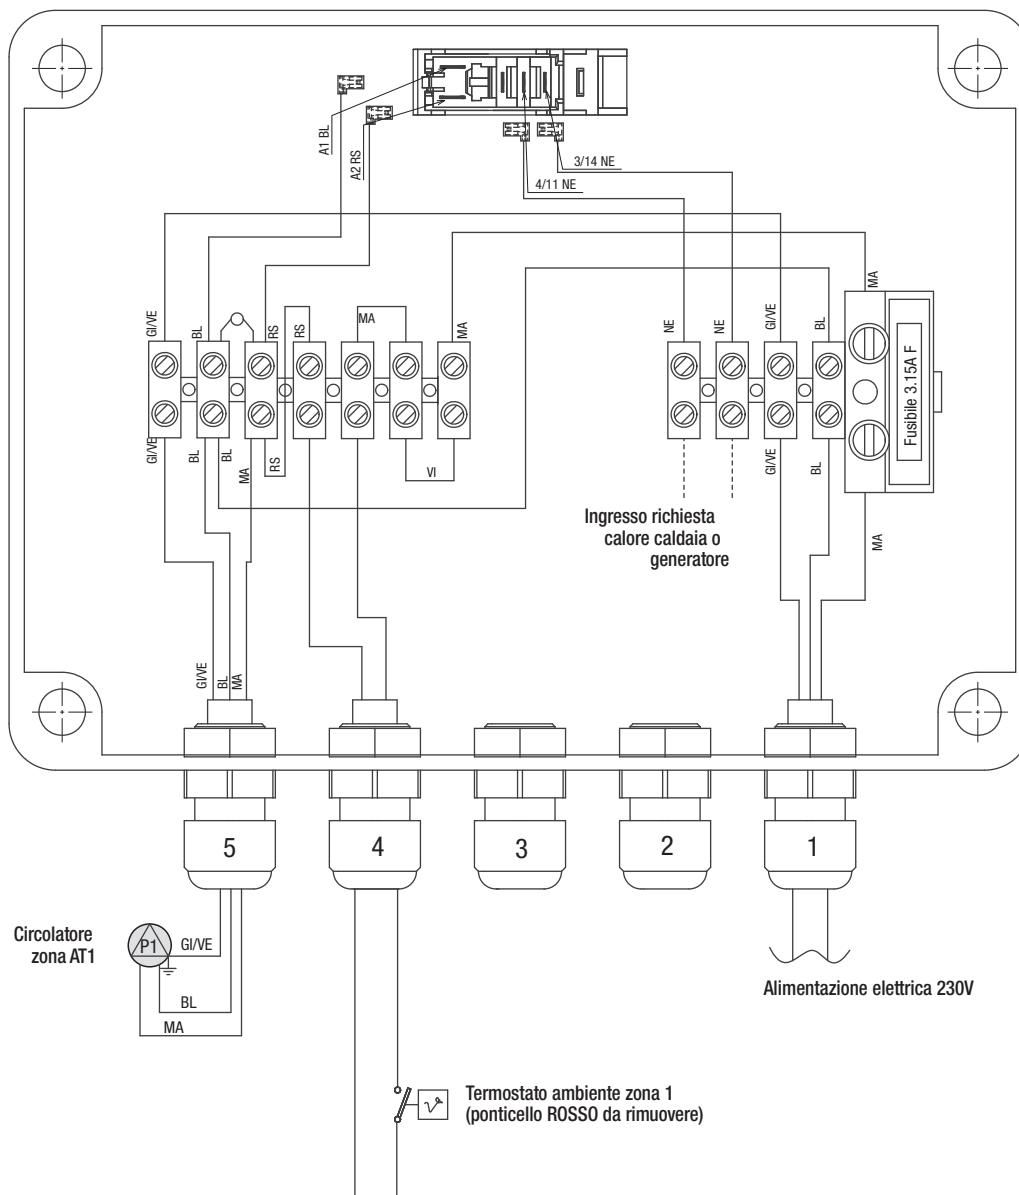 A1 BL
A2 RS
3/14 NE
4/11 NE
GI/VE
BL
RS
RS
MA
MA
NE
NE
GI/VE
BL
MA
Fusibile 3.15A F
GI/VE
BL
BL
MA
RS
VI
GI/VE
BL
MA
Ingresso richiesta
calore caldaia o
generatore
GI/VE
BL
MA
5
4
3
2
1
Circolatore
zona AT1
P1
GI/VE
BL
MA
Alimentazione elettrica 230V
Termostato ambiente zona 1
(ponticello ROSSO da rimuovere)